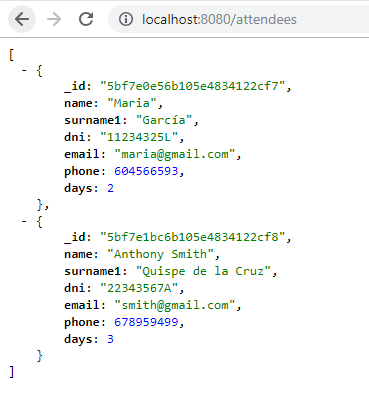 localhost:8080/attendees
[
- {
_id: "5bf7e0e56b105e4834122cf7",
name: "Maria",
surname1: "García",
dni: "11234325L",
email: "maria@gmail.com",
phone: 604566593,
days: 2
},
- {
_id: "5bf7e1bc6b105e4834122cf8",
name: "Anthony Smith",
surname1: "Quispe de la Cruz",
dni: "22343567A",
email: "smith@gmail.com",
phone: 678959499,
days: 3
}
]